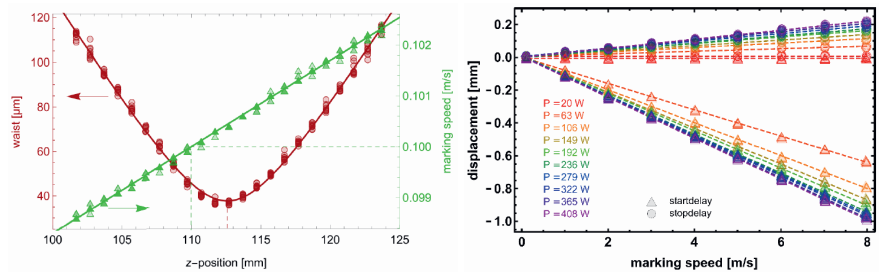 120
100
80
60
40
waist [μm]
100
105
110
115
120
125
z-position [mm]
0.102
0.101
0.100
0.099
marking speed [m/s]
0.2
0.0
-0.2
-0.4
-0.6
-0.8
-1.0
displacement [mm]
P = 20 W
P = 63 W
P = 106 W
P = 149 W
P = 192 W
P = 236 W
P = 279 W
P = 322 W
P = 365 W
P = 408 W
startdelay
stopdelay
0
2
4
6
8
marking speed [m/s]